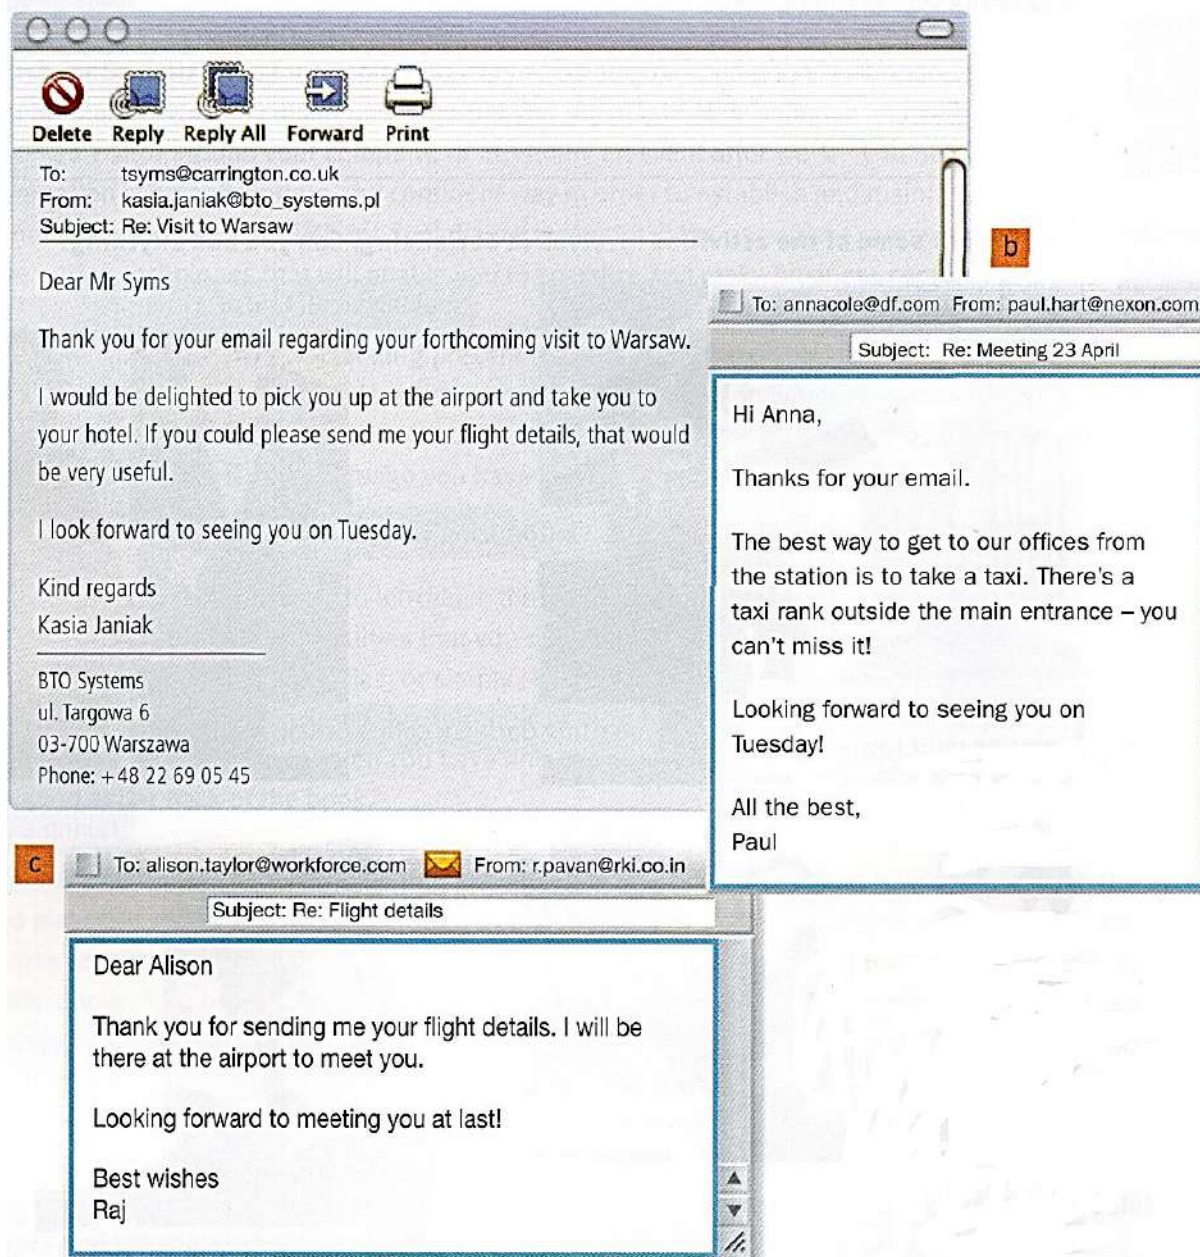 Delete Reply Reply All Forward Print
To: tsyms@carrington.co.uk
From: kasia.janiak@bto_systems.pl
Subject: Re: Visit to Warsaw
Dear Mr Syms
Thank you for your email regarding your forthcoming visit to Warsaw.
I would be delighted to pick you up at the airport and take you to
your hotel. If you could please send me your flight details, that would
be very useful.
I look forward to seeing you on Tuesday.
Kind regards
Kasia Janiak
BTO Systems
ul. Targowa 6
03-700 Warszawa
Phone: +48 22 69 05 45
b
To: annacole@df.com From: paul.hart@nexon.com
Subject: Re: Meeting 23 April
Hi Anna,
Thanks for your email.
The best way to get to our offices from
the station is to take a taxi. There's a
taxi rank outside the main entrance – you
can't miss it!
Looking forward to seeing you on
Tuesday!
All the best,
Paul
c
To: alison.taylor@workforce.com From: r.pavan@rki.co.in
Subject: Re: Flight details
Dear Alison
Thank you for sending me your flight details. I will be
there at the airport to meet you.
Looking forward to meeting you at last!
Best wishes
Raj